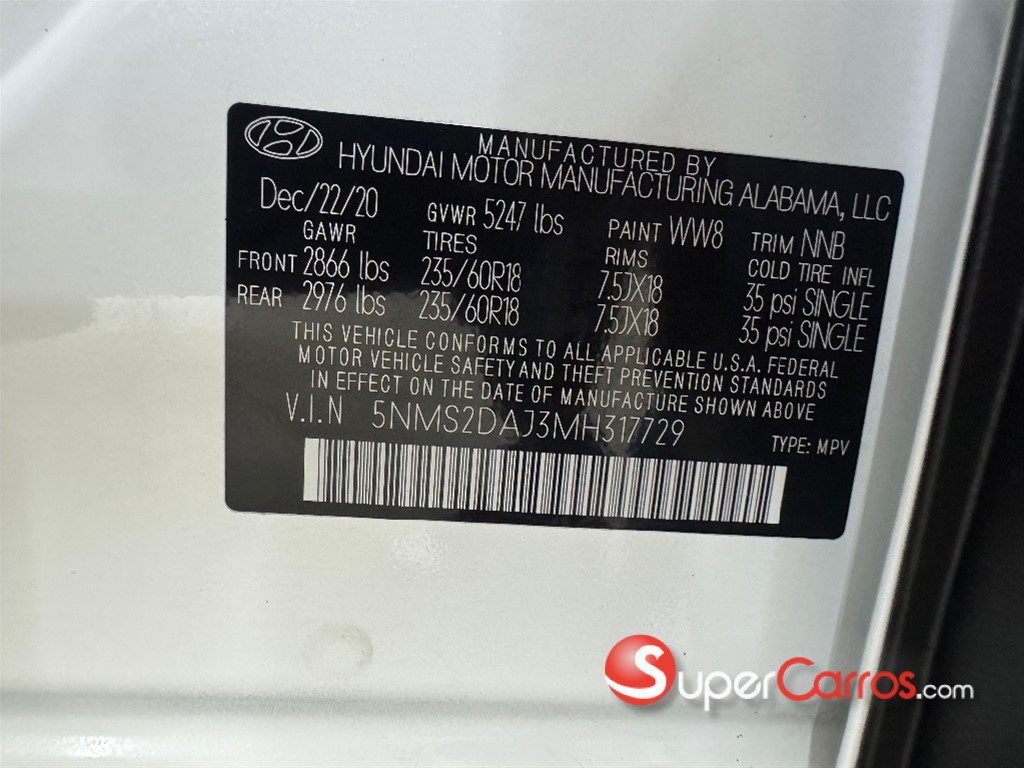 MANUFACTURED BY
HYUNDAI MOTOR MANUFACTURING ALABAMA, LLC
Dec/22/20 GVWR 5247 lbs PAINT WW8 TRIM NNB
GAWR TIRES RIMS COLD TIRE INFL
FRONT 2866 lbs 235/60R18 7.5JX18 35 psi SINGLE
REAR 2976 lbs 235/60R18 7.5JX18 35 psi SINGLE
THIS VEHICLE CONFORMS TO ALL APPLICABLE U.S.A. FEDERAL
MOTOR VEHICLE SAFETY AND THEFT PREVENTION STANDARDS
IN EFFECT ON THE DATE OF MANUFACTURE SHOWN ABOVE
V.I.N 5NMS2DAJ3MH317729 TYPE: MPV
SUPERCARROS.com